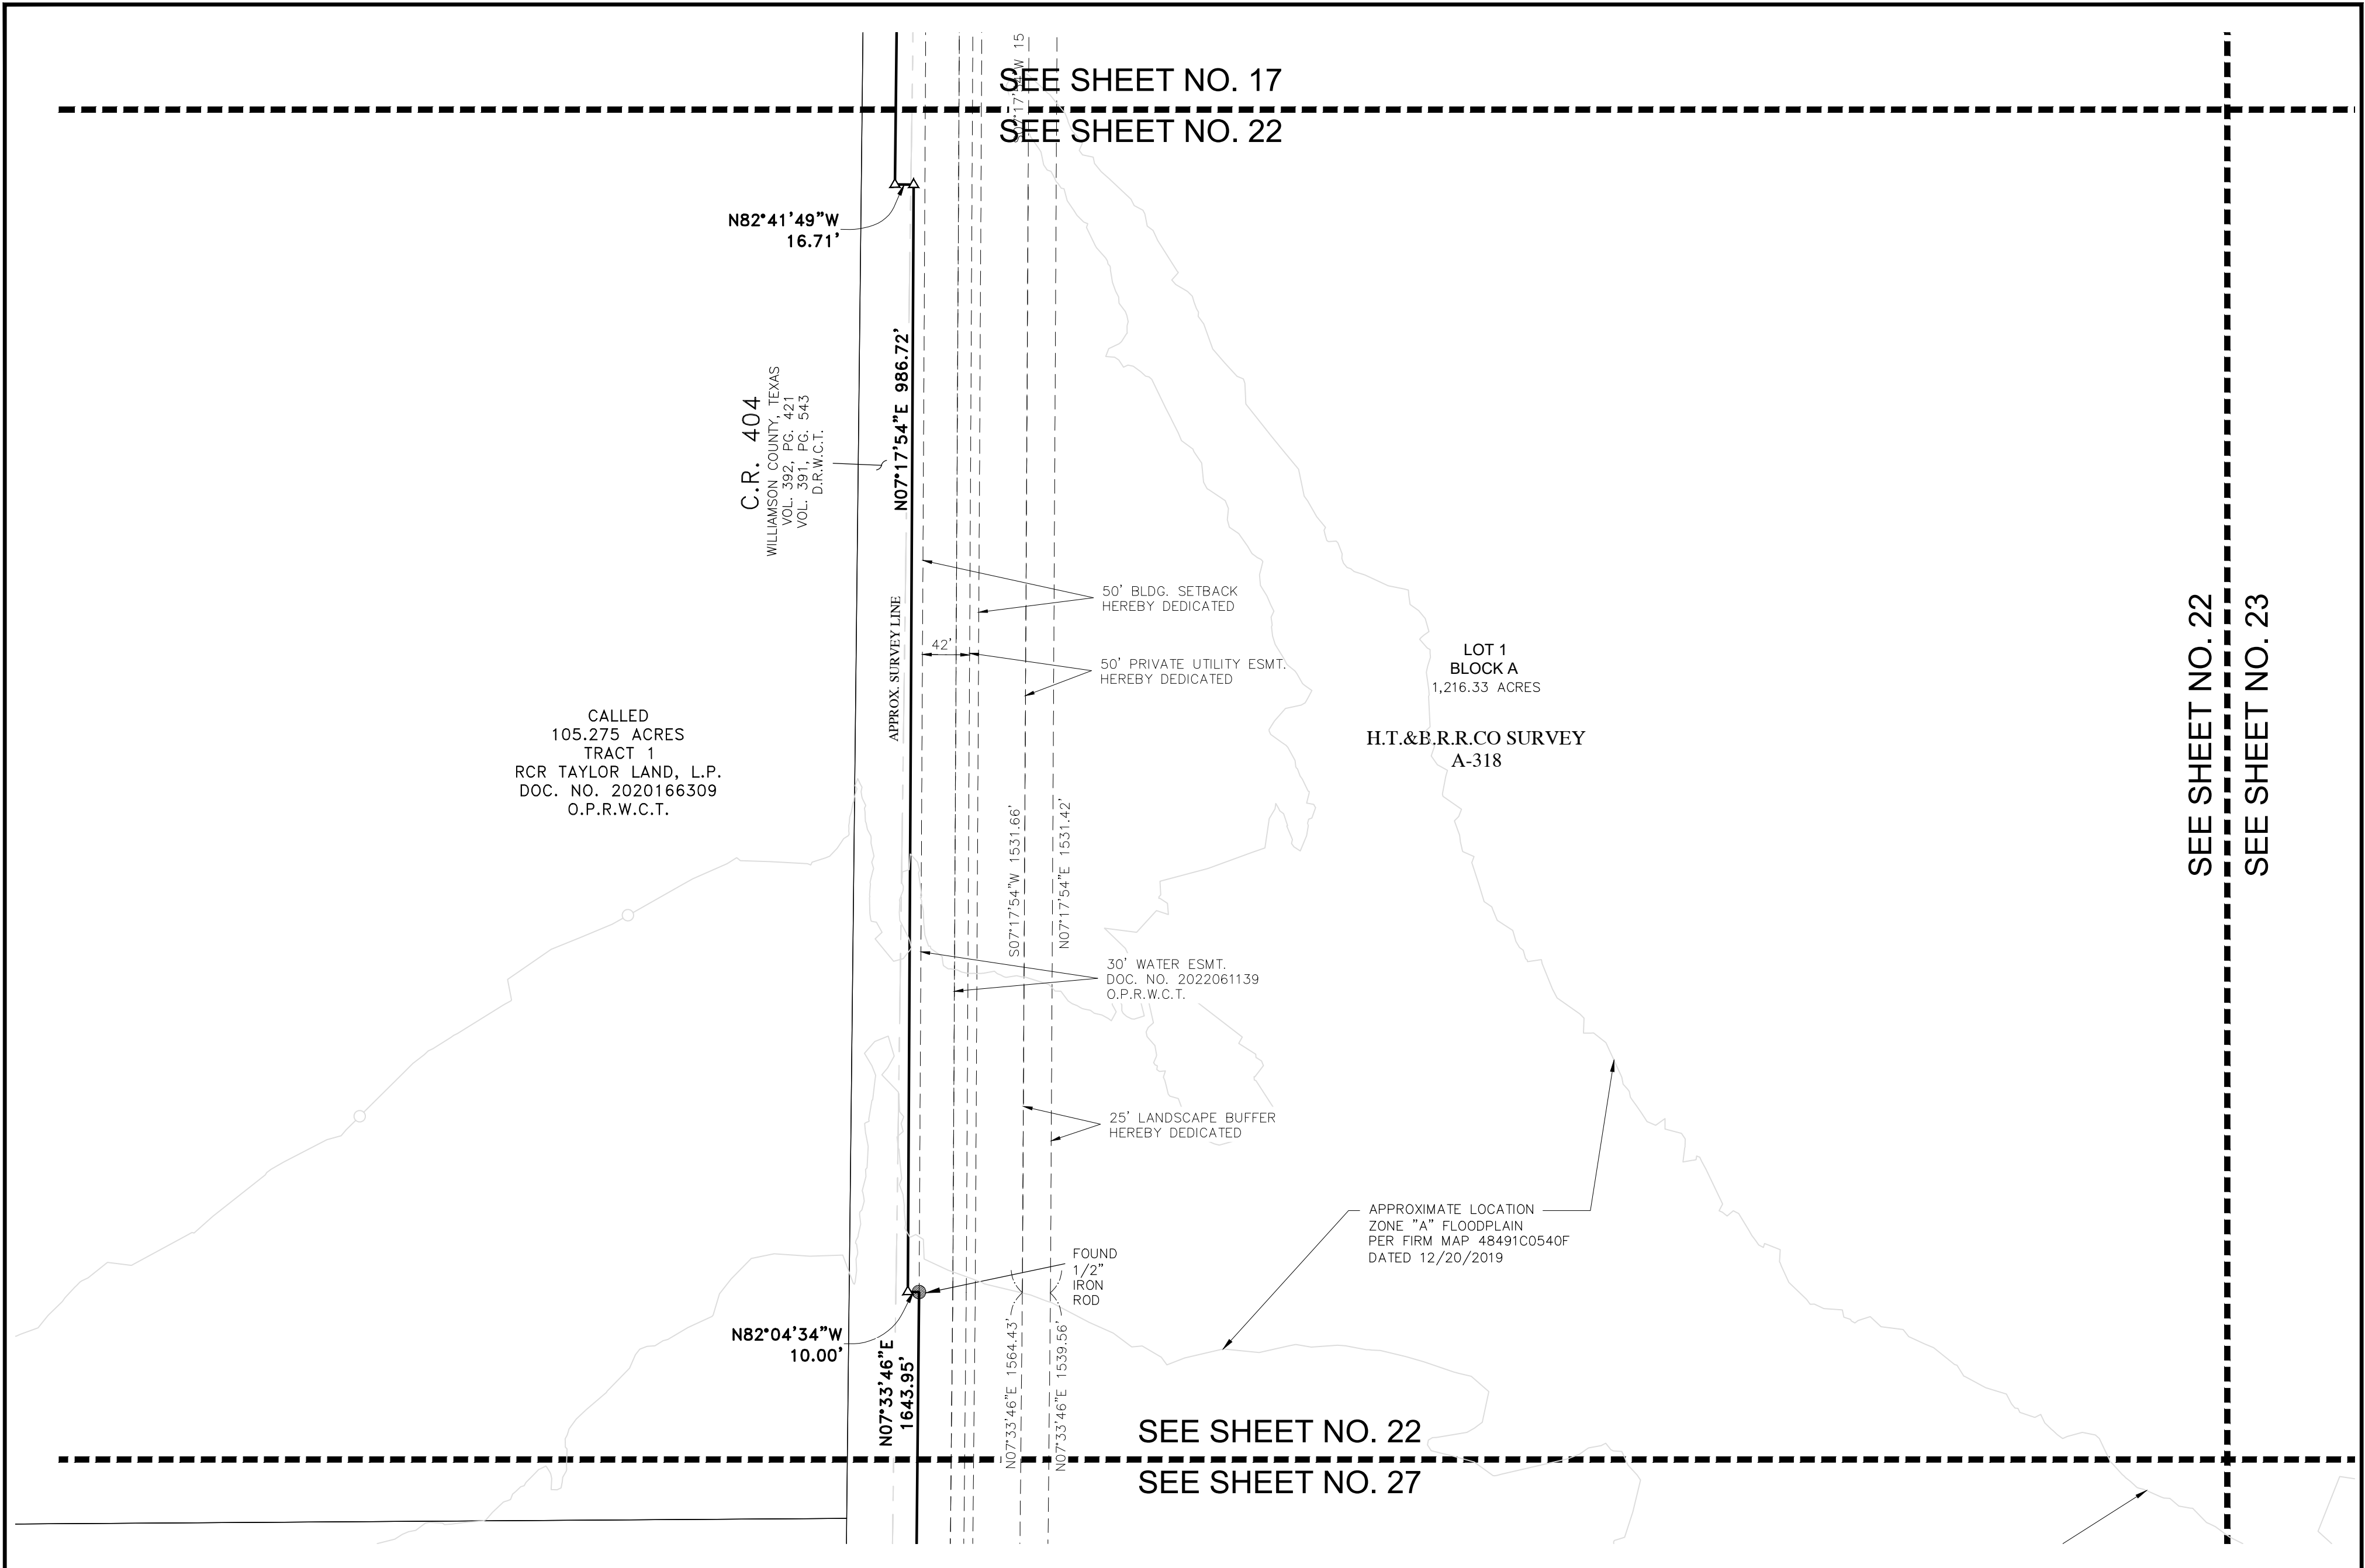 SEE SHEET NO. 17
SEE SHEET NO. 22
N82°41'49"W
16.71'
N07°17'54"E 986.72'
C.R. 404
WILLIAMSON COUNTY, TEXAS
VOL. 392, PG. 421
VOL. 391, PG. 543
D.R.W.C.T.
APPROX. SURVEY LINE
50' BLDG. SETBACK
HEREBY DEDICATED
42'
50' PRIVATE UTILITY ESMT.
HEREBY DEDICATED
LOT 1
BLOCK A
1,216.33 ACRES
H.T.&B.R.R.CO SURVEY
A-318
SEE SHEET NO. 22
SEE SHEET NO. 23
CALLED
105.275 ACRES
TRACT 1
RCR TAYLOR LAND, L.P.
DOC. NO. 2020166309
O.P.R.W.C.T.
S07°17'54"W 1531.66'
N07°17'54"E 1531.42'
30' WATER ESMT.
DOC. NO. 2022061139
O.P.R.W.C.T.
25' LANDSCAPE BUFFER
HEREBY DEDICATED
APPROXIMATE LOCATION
ZONE "A" FLOODPLAIN
PER FIRM MAP 48491C0540F
DATED 12/20/2019
FOUND
1/2"
IRON
ROD
N82°04'34"W
10.00'
N07°33'46"E
1643.95'
N07°33'46"E 1564.43'
N07°33'46"E 1539.56'
SEE SHEET NO. 22
SEE SHEET NO. 27